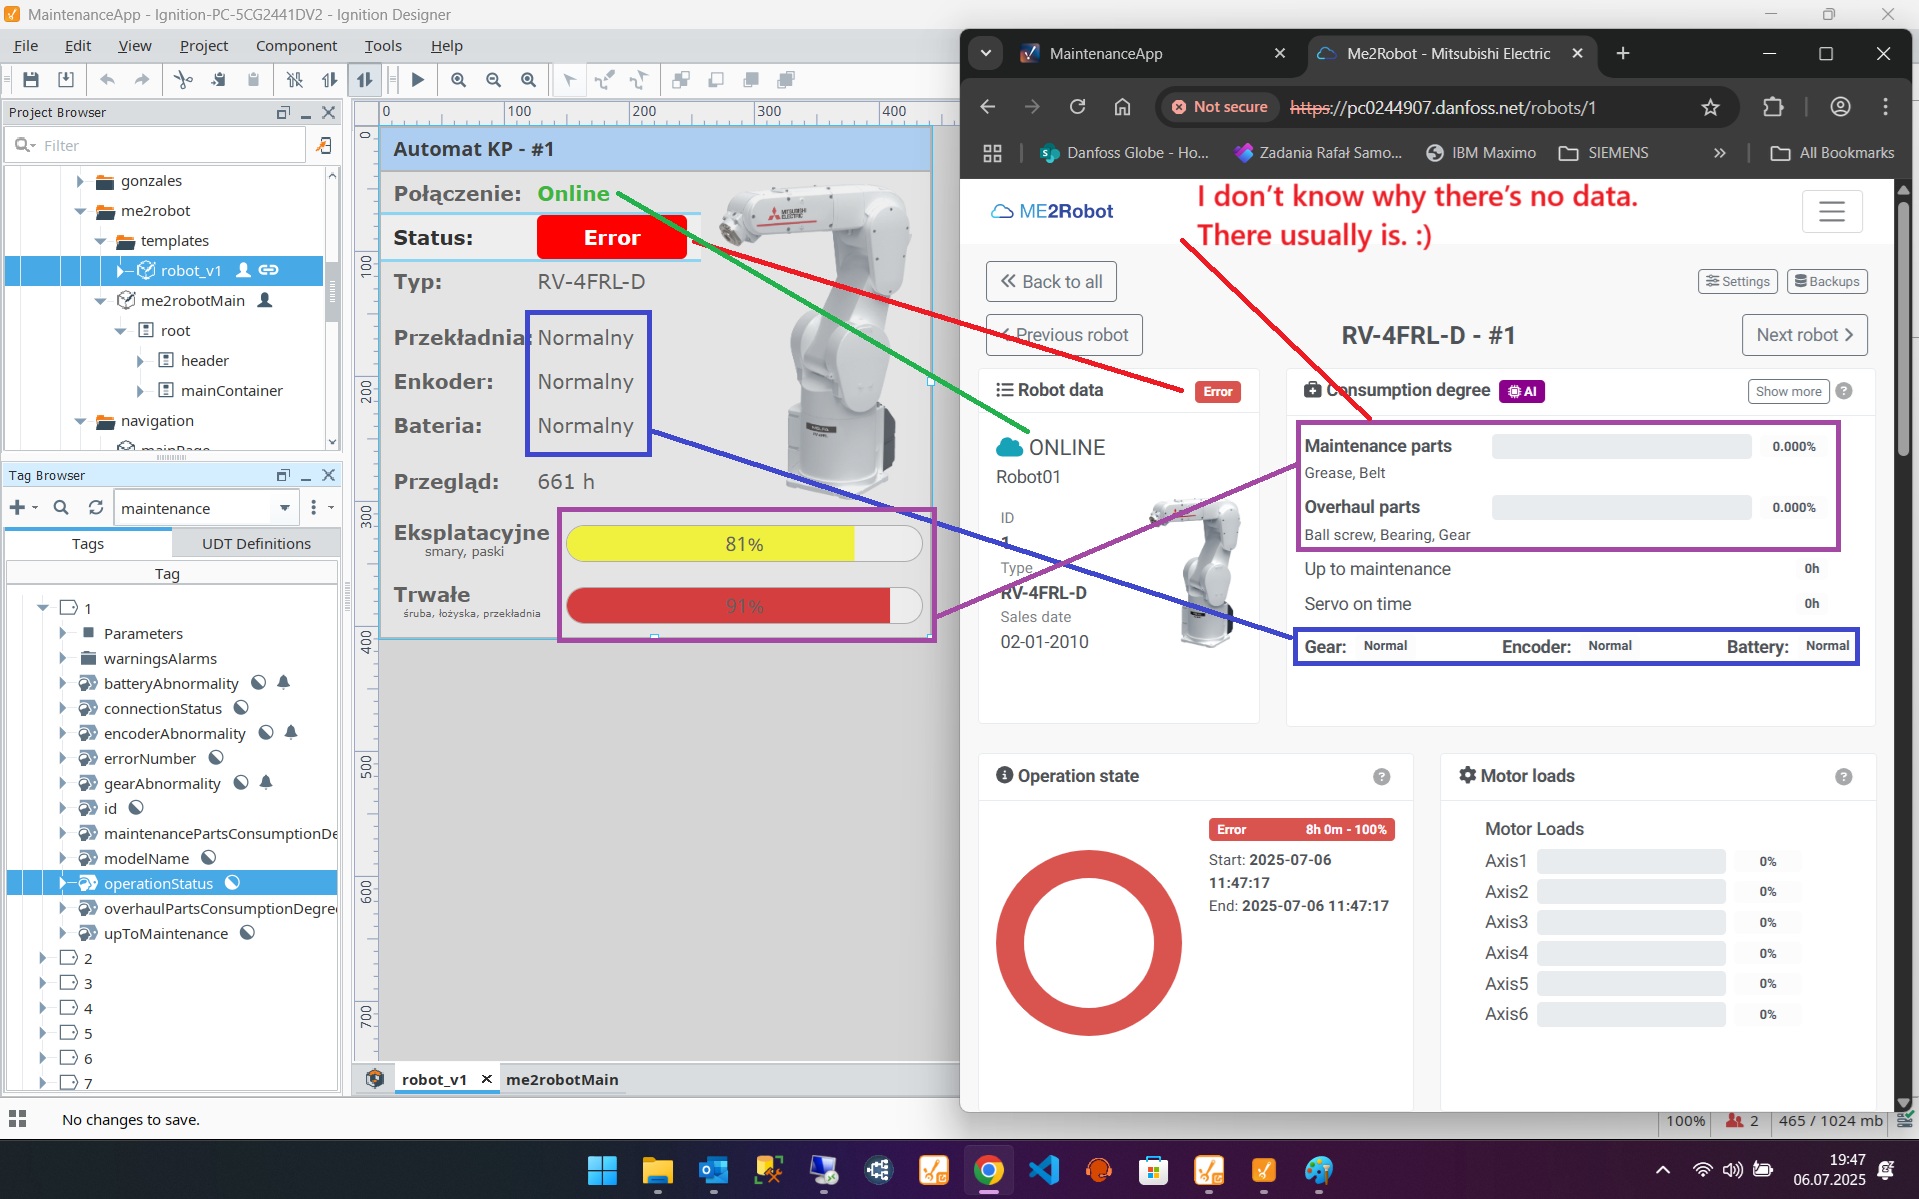 MaintenanceApp - Ignition-PC-5CG2441DV2 - Ignition Designer
File Edit View Project Component Tools Help
Project Browser
Filter
gonzales
me2robot
templates
robot_v1
me2robotMain
root
header
mainContainer
navigation
Tag Browser
maintenance
Tags UDT Definitions
Tag
1
Parameters
warningsAlarms
batteryAbnormality
connectionStatus
encoderAbnormality
errorNumber
gearAbnormality
id
maintenancePartsConsumptionDe
modelName
operationStatus
overhaulPartsConsumptionDegre
upToMaintenance
2
3
4
5
6
7
0 100 200 300 400
0
100
200
300
400
500
600
700
Automat KP - #1
Połączenie: Online
Status: Error
Typ: RV-4FRL-D
Przekładnia: Normalny
Enkoder: Normalny
Bateria: Normalny
Przegląd: 661 h
Eksplatacyjne 81%
smary, paski
Trwałe 91%
śruba, łożyska, przekładnia
MITSUBISHI
ELECTRIC
robot_v1 me2robotMain
No changes to save.
100% 2 465 / 1024 mb
MaintenanceApp
Me2Robot - Mitsubishi Electric
Not secure https://pc0244907.danfoss.net/robots/1
Danfoss Globe - Ho... Zadania Rafał Samo... IBM Maximo SIEMENS All Bookmarks
ME2Robot
I don't know why there's no data.
There usually is. :)
Back to all
Settings Backups
Previous robot
RV-4FRL-D - #1
Next robot
Robot data Error
ONLINE
Robot01
ID
1
Type
RV-4FRL-D
Sales date
02-01-2010
Consumption degree AI Show more
Maintenance parts 0.000%
Grease, Belt
Overhaul parts 0.000%
Ball screw, Bearing, Gear
Up to maintenance 0h
Servo on time 0h
Gear: Normal Encoder: Normal Battery: Normal
Operation state
Error 8h 0m - 100%
Start: 2025-07-06
11:47:17
End: 2025-07-06 11:47:17
Motor loads
Motor Loads
Axis1 0%
Axis2 0%
Axis3 0%
Axis4 0%
Axis5 0%
Axis6 0%
19:47
06.07.2025